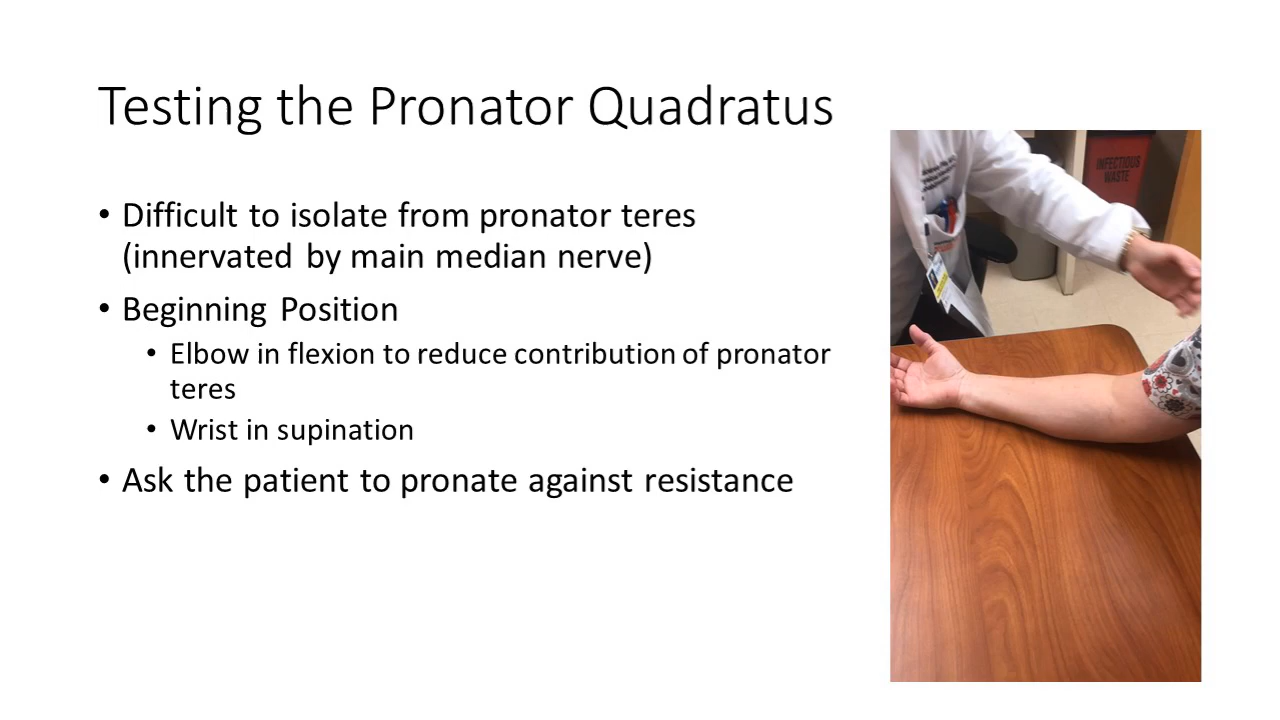 Testing the Pronator Quadratus
• Difficult to isolate from pronator teres
(innervated by main median nerve)
• Beginning Position
• Elbow in flexion to reduce contribution of pronator
teres
• Wrist in supination
• Ask the patient to pronate against resistance
INFECTIOUS
WASTE